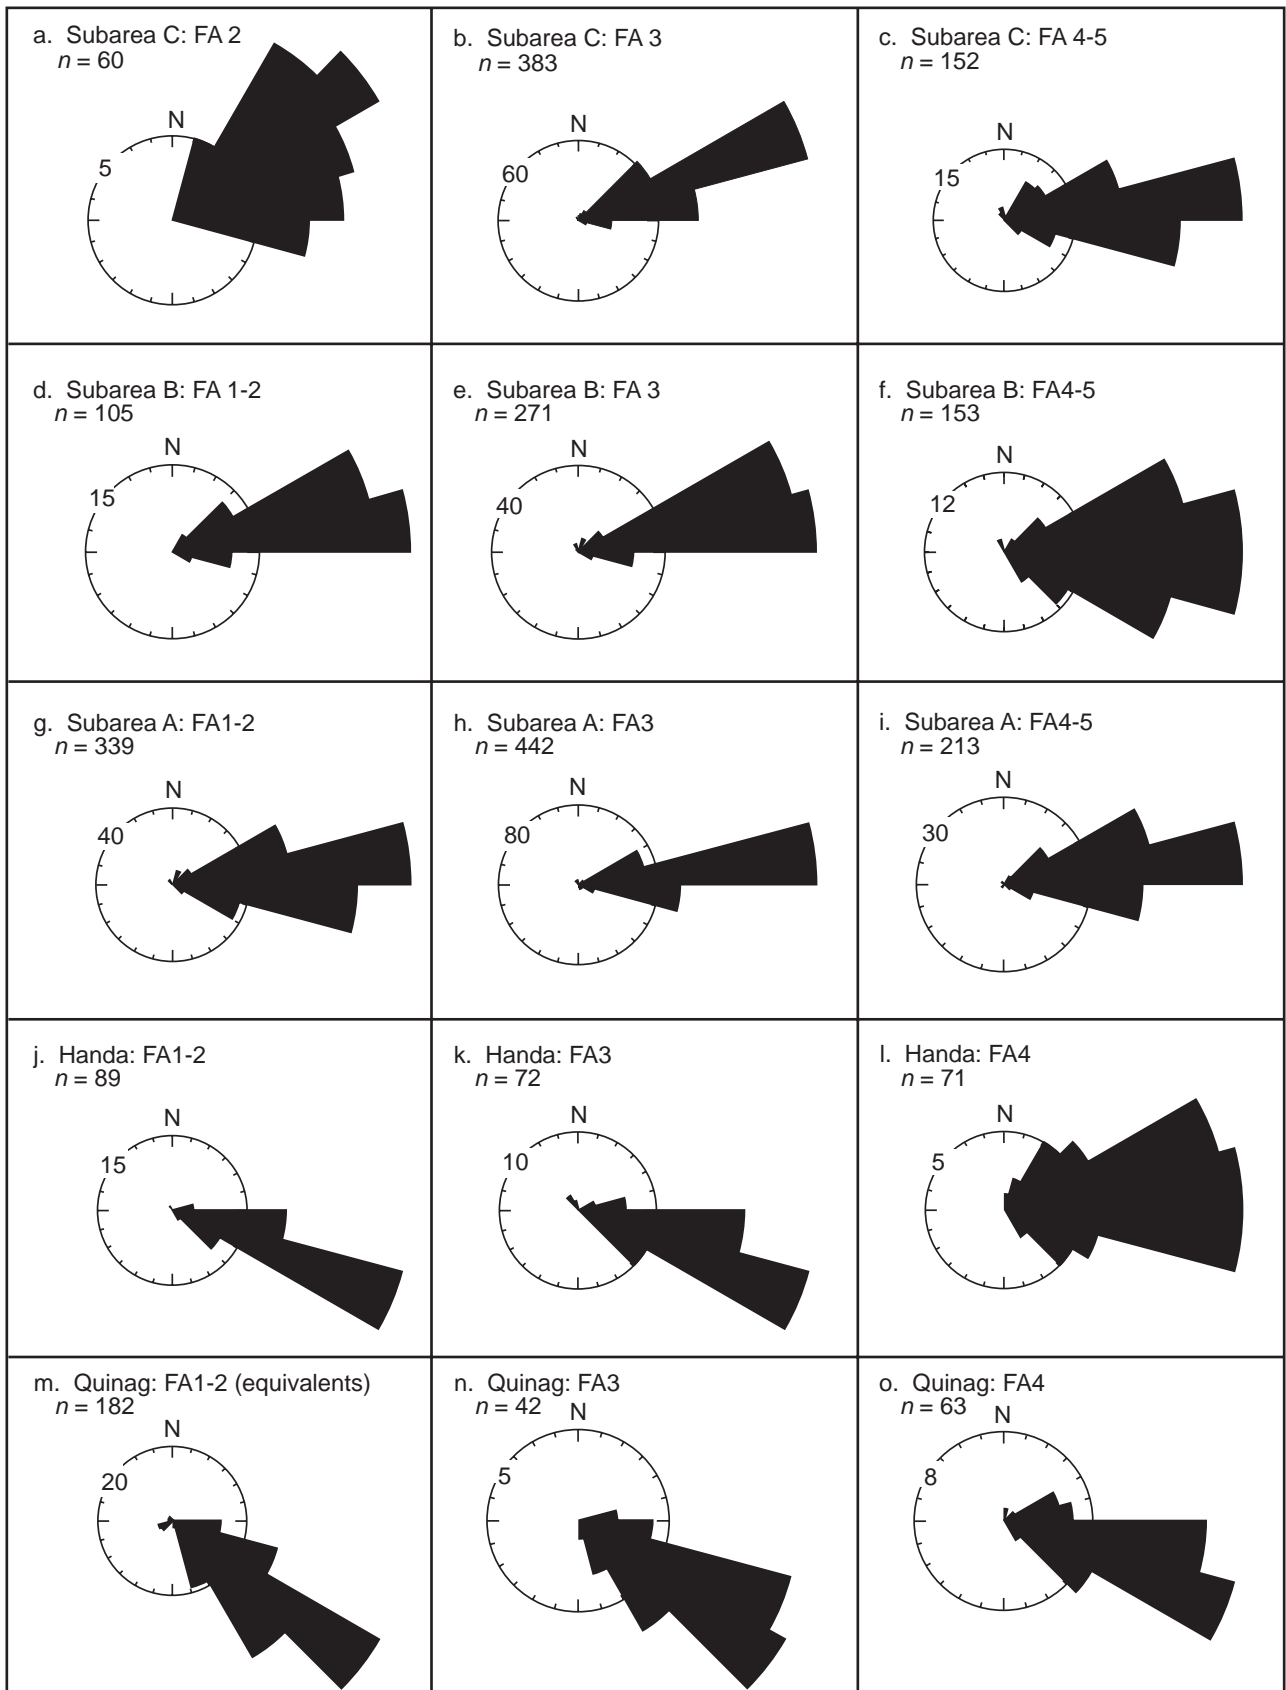 a. Subarea C: FA 2
n = 60
N
5
b. Subarea C: FA 3
n = 383
N
60
c. Subarea C: FA 4-5
n = 152
N
15
d. Subarea B: FA 1-2
n = 105
N
15
e. Subarea B: FA 3
n = 271
N
40
f. Subarea B: FA4-5
n = 153
N
12
g. Subarea A: FA1-2
n = 339
N
40
h. Subarea A: FA3
n = 442
N
80
i. Subarea A: FA4-5
n = 213
N
30
j. Handa: FA1-2
n = 89
N
15
k. Handa: FA3
n = 72
N
10
l. Handa: FA4
n = 71
N
5
m. Quinag: FA1-2 (equivalents)
n = 182
N
20
n. Quinag: FA3
n = 42
N
5
o. Quinag: FA4
n = 63
N
8